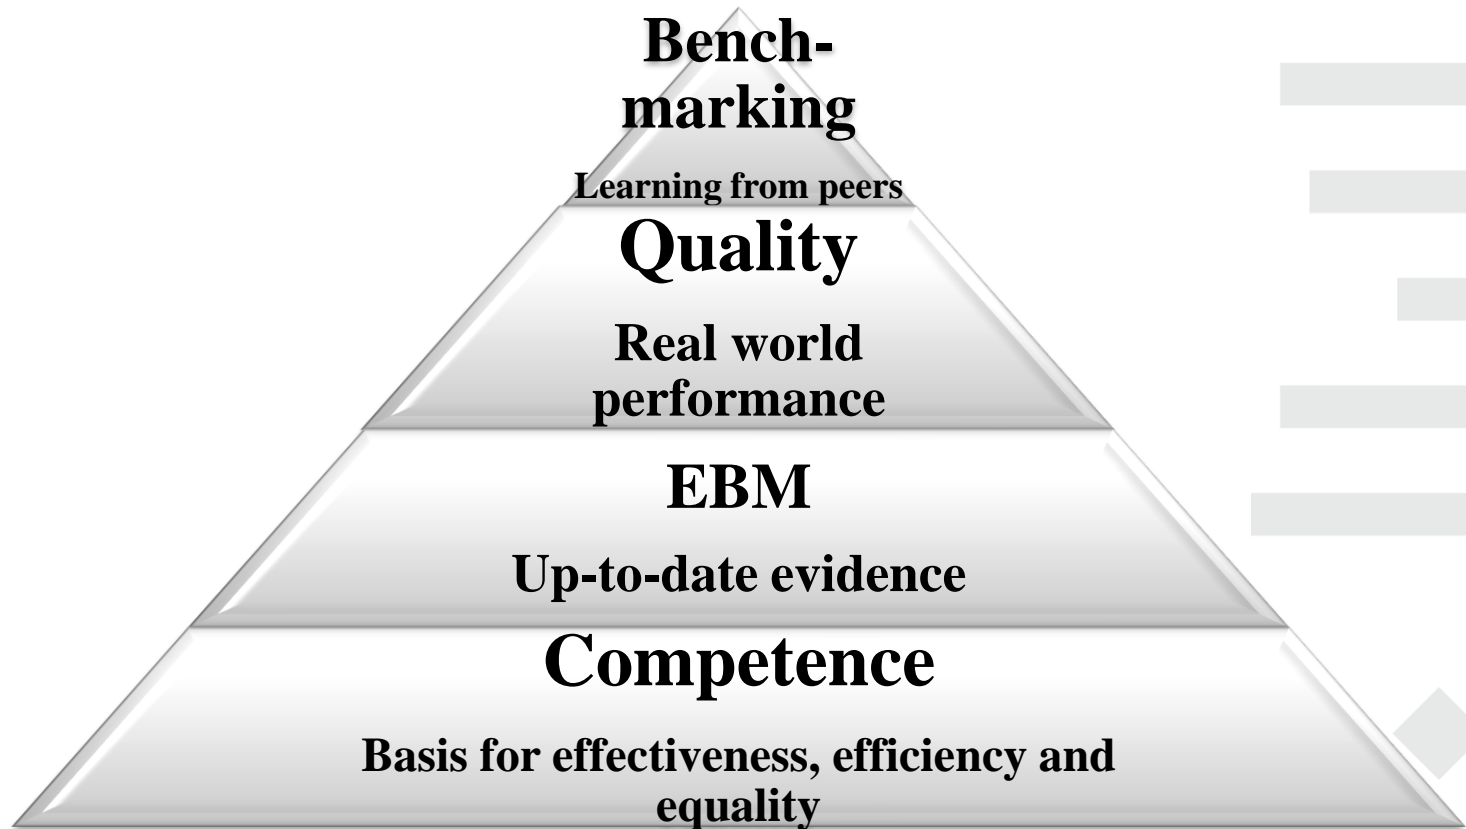 Bench-
marking
Learning from peers
Quality
Real world
performance
EBM
Up-to-date evidence
Competence
Basis for effectiveness, efficiency and
equality